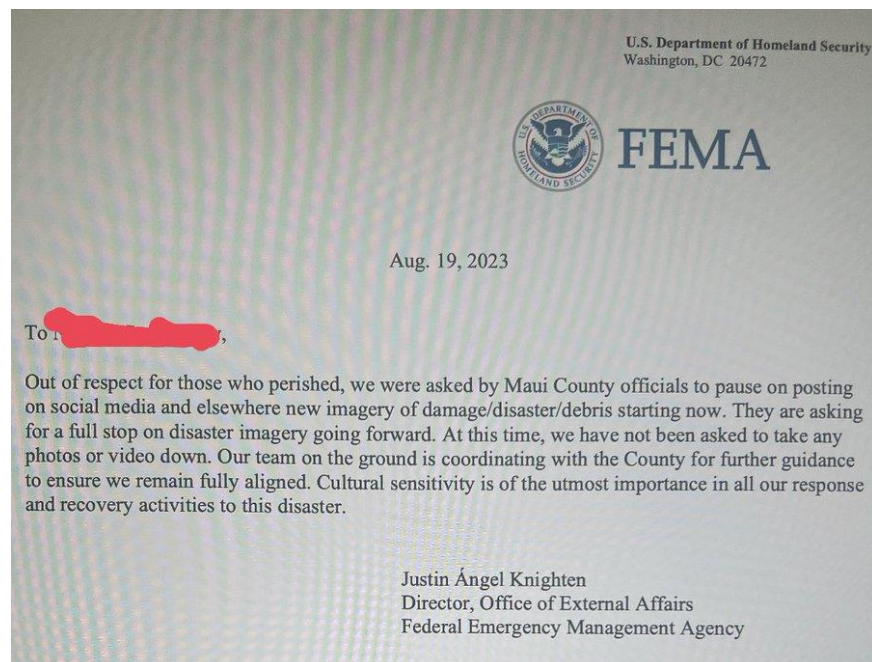 U.S. Department of Homeland Security
Washington, DC 20472
U.S. DEPARTMENT OF HOMELAND SECURITY
FEMA
Aug. 19, 2023
To ,
Out of respect for those who perished, we were asked by Maui County officials to pause on posting
on social media and elsewhere new imagery of damage/disaster/debris starting now. They are asking
for a full stop on disaster imagery going forward. At this time, we have not been asked to take any
photos or video down. Our team on the ground is coordinating with the County for further guidance
to ensure we remain fully aligned. Cultural sensitivity is of the utmost importance in all our response
and recovery activities to this disaster.
Justin Ángel Knighten
Director, Office of External Affairs
Federal Emergency Management Agency